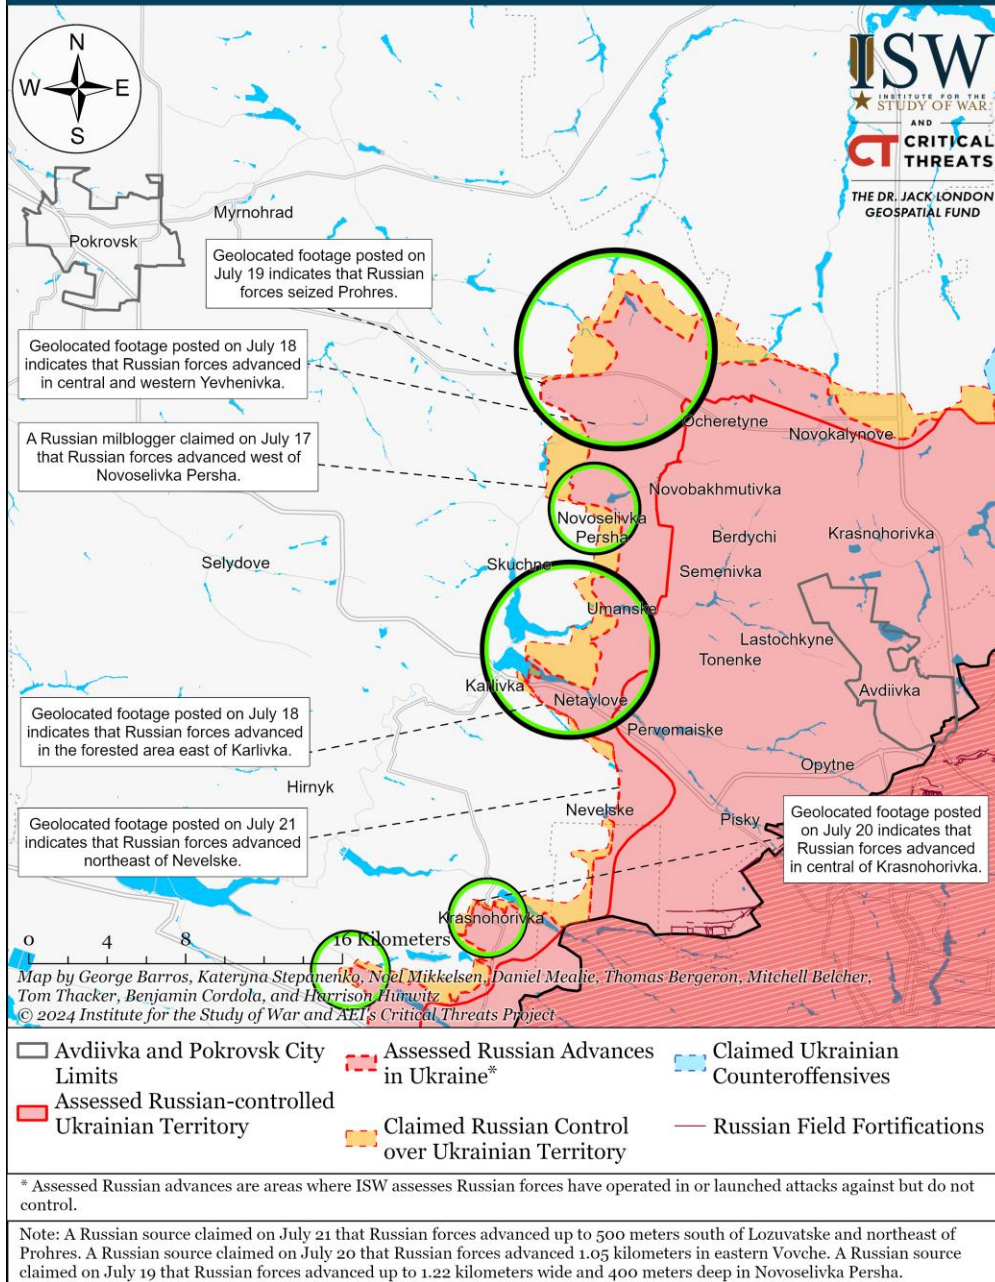 N
W
E
S
ISW
INSTITUTE FOR THE
STUDY OF WAR
AND
CT CRITICAL
THREATS
THE DR. JACK LONDON
GEOSPATIAL FUND
Myrnohrad
Pokrovsk
Geolocated footage posted on
July 19 indicates that Russian
forces seized Prohres.
Geolocated footage posted on July 18
indicates that Russian forces advanced
in central and western Yevhenivka.
A Russian milblogger claimed on July 17
that Russian forces advanced west of
Novoselivka Persha.
Ocheretyne
Novokalynove
Novobakhmutivka
Novoselivka
Persha
Berdychi
Krasnohorivka
Selydove
Skuchne
Semenivka
Umanske
Lastochkyne
Tonenke
Karlivka
Netaylove
Avdiivka
Geolocated footage posted on July 18
indicates that Russian forces advanced
in the forested area east of Karlivka.
Pervomaiske
Opytne
Hirnyk
Nevelske
Pisky
Geolocated footage posted on July 21
indicates that Russian forces advanced
northeast of Nevelske.
Geolocated footage posted
on July 20 indicates that
Russian forces advanced
in central of Krasnohorivka.
Krasnohorivka
0 4 8 16 Kilometers
Map by George Barros, Kateryna Stepanenko, Noel Mikkelsen, Daniel Mealie, Thomas Bergeron, Mitchell Belcher,
Tom Thacker, Benjamin Cordola, and Harrison Hurwitz
© 2024 Institute for the Study of War and AEI's Critical Threats Project
Avdiivka and Pokrovsk City
Limits
Assessed Russian-controlled
Ukrainian Territory
Assessed Russian Advances
in Ukraine*
Claimed Russian Control
over Ukrainian Territory
Claimed Ukrainian
Counteroffensives
Russian Field Fortifications
* Assessed Russian advances are areas where ISW assesses Russian forces have operated in or launched attacks against but do not
control.
Note: A Russian source claimed on July 21 that Russian forces advanced up to 500 meters south of Lozuvatske and northeast of
Prohres. A Russian source claimed on July 20 that Russian forces advanced 1.05 kilometers in eastern Vovche. A Russian source
claimed on July 19 that Russian forces advanced up to 1.22 kilometers wide and 400 meters deep in Novoselivka Persha.